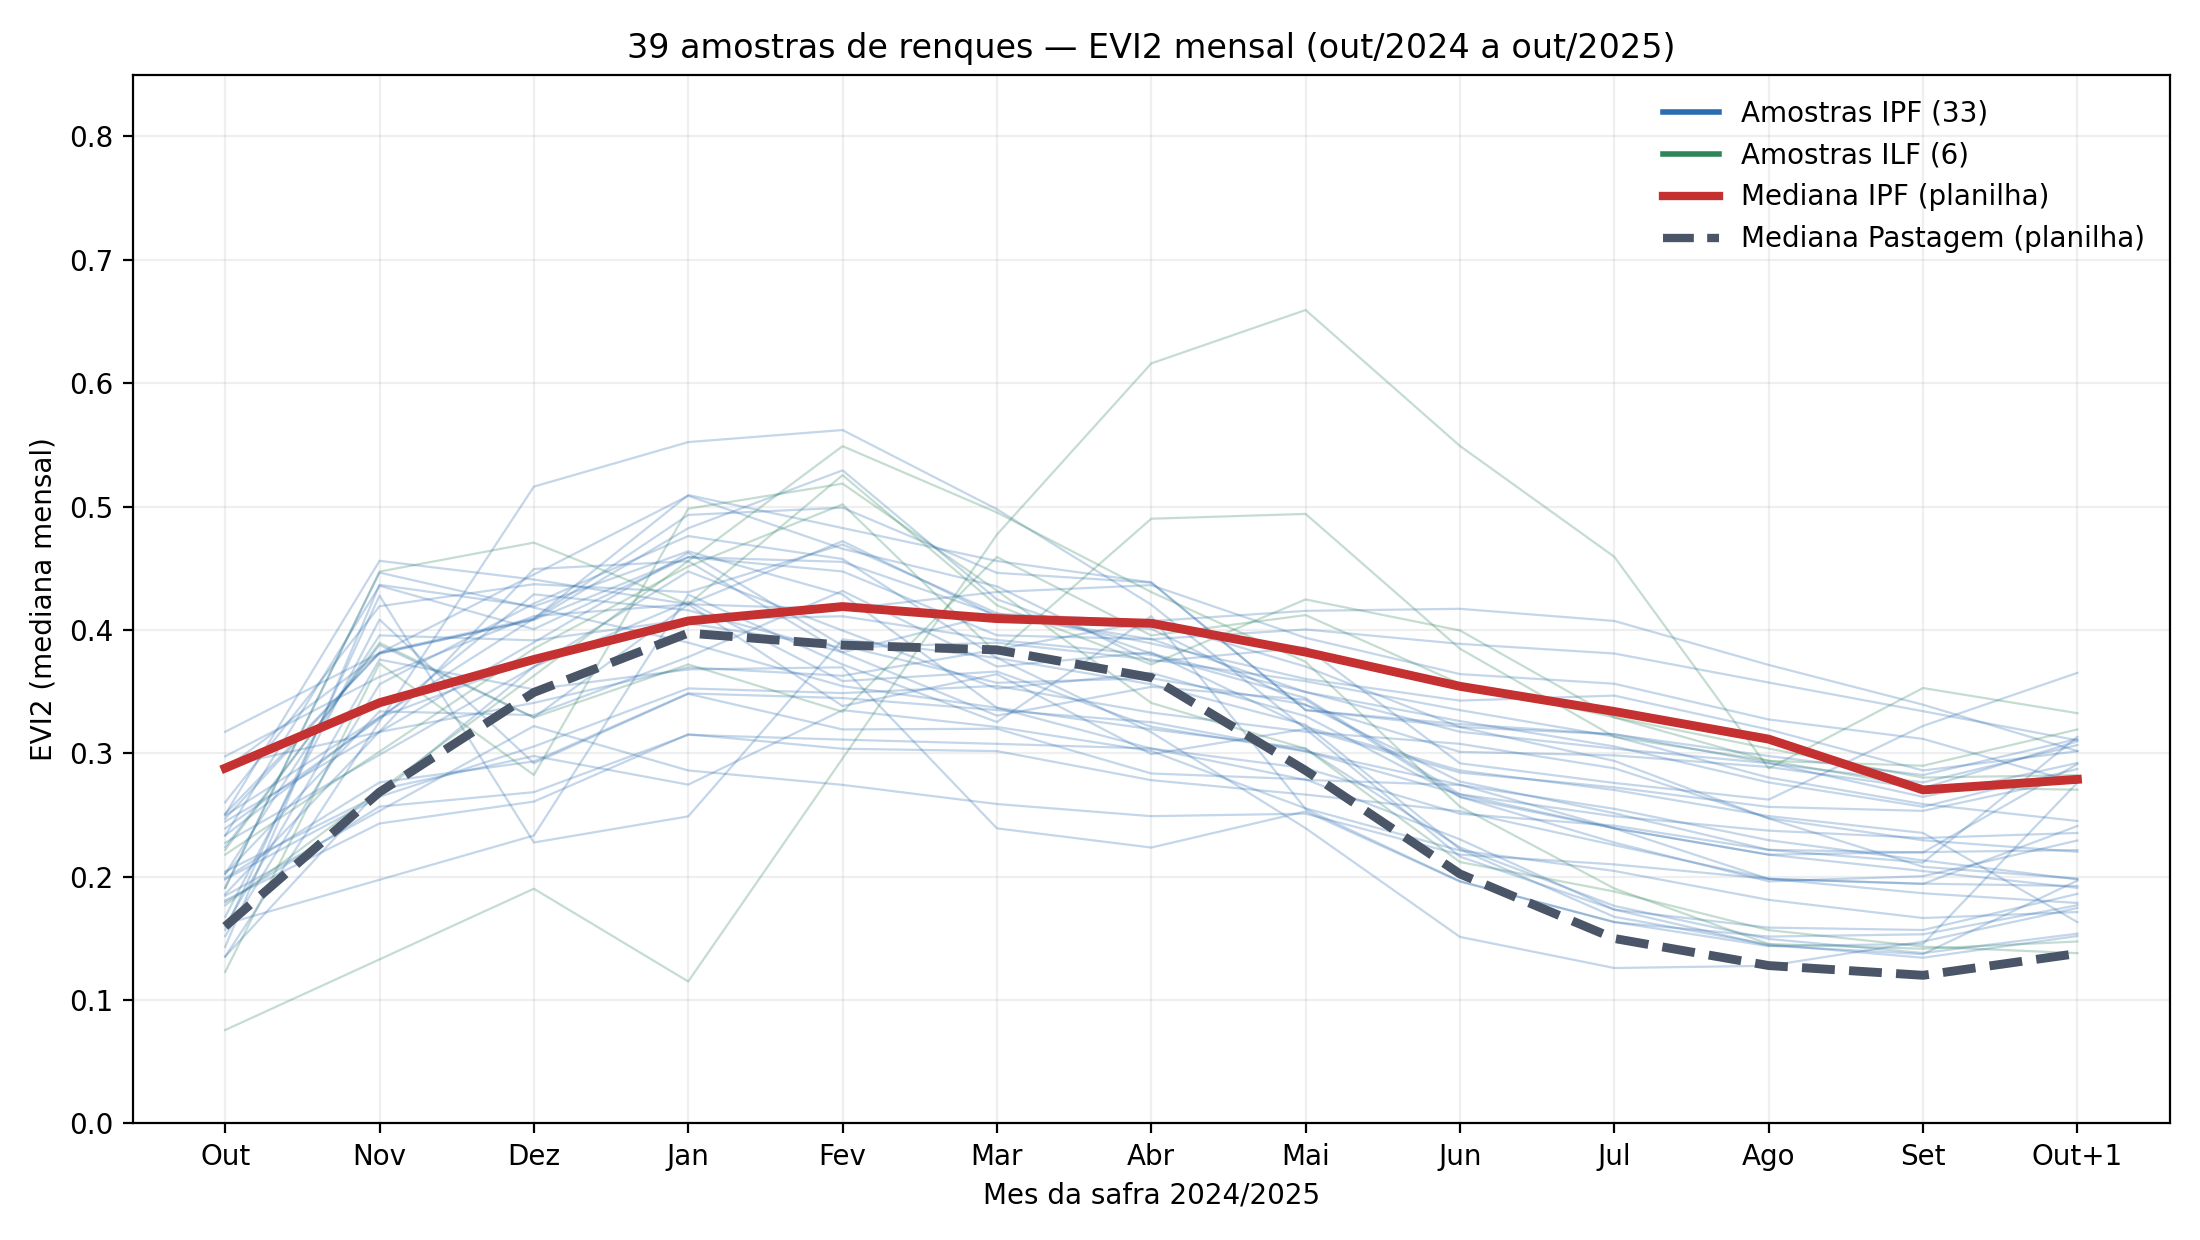 39 amostras de renques — EVI2 mensal (out/2024 a out/2025)
Amostras IPF (33)
Amostras ILF (6)
Mediana IPF (planilha)
Mediana Pastagem (planilha)
EVI2 (mediana mensal)
0.8
0.7
0.6
0.5
0.4
0.3
0.2
0.1
0.0
Out Nov Dez Jan Fev Mar Abr Mai Jun Jul Ago Set Out+1
Mes da safra 2024/2025